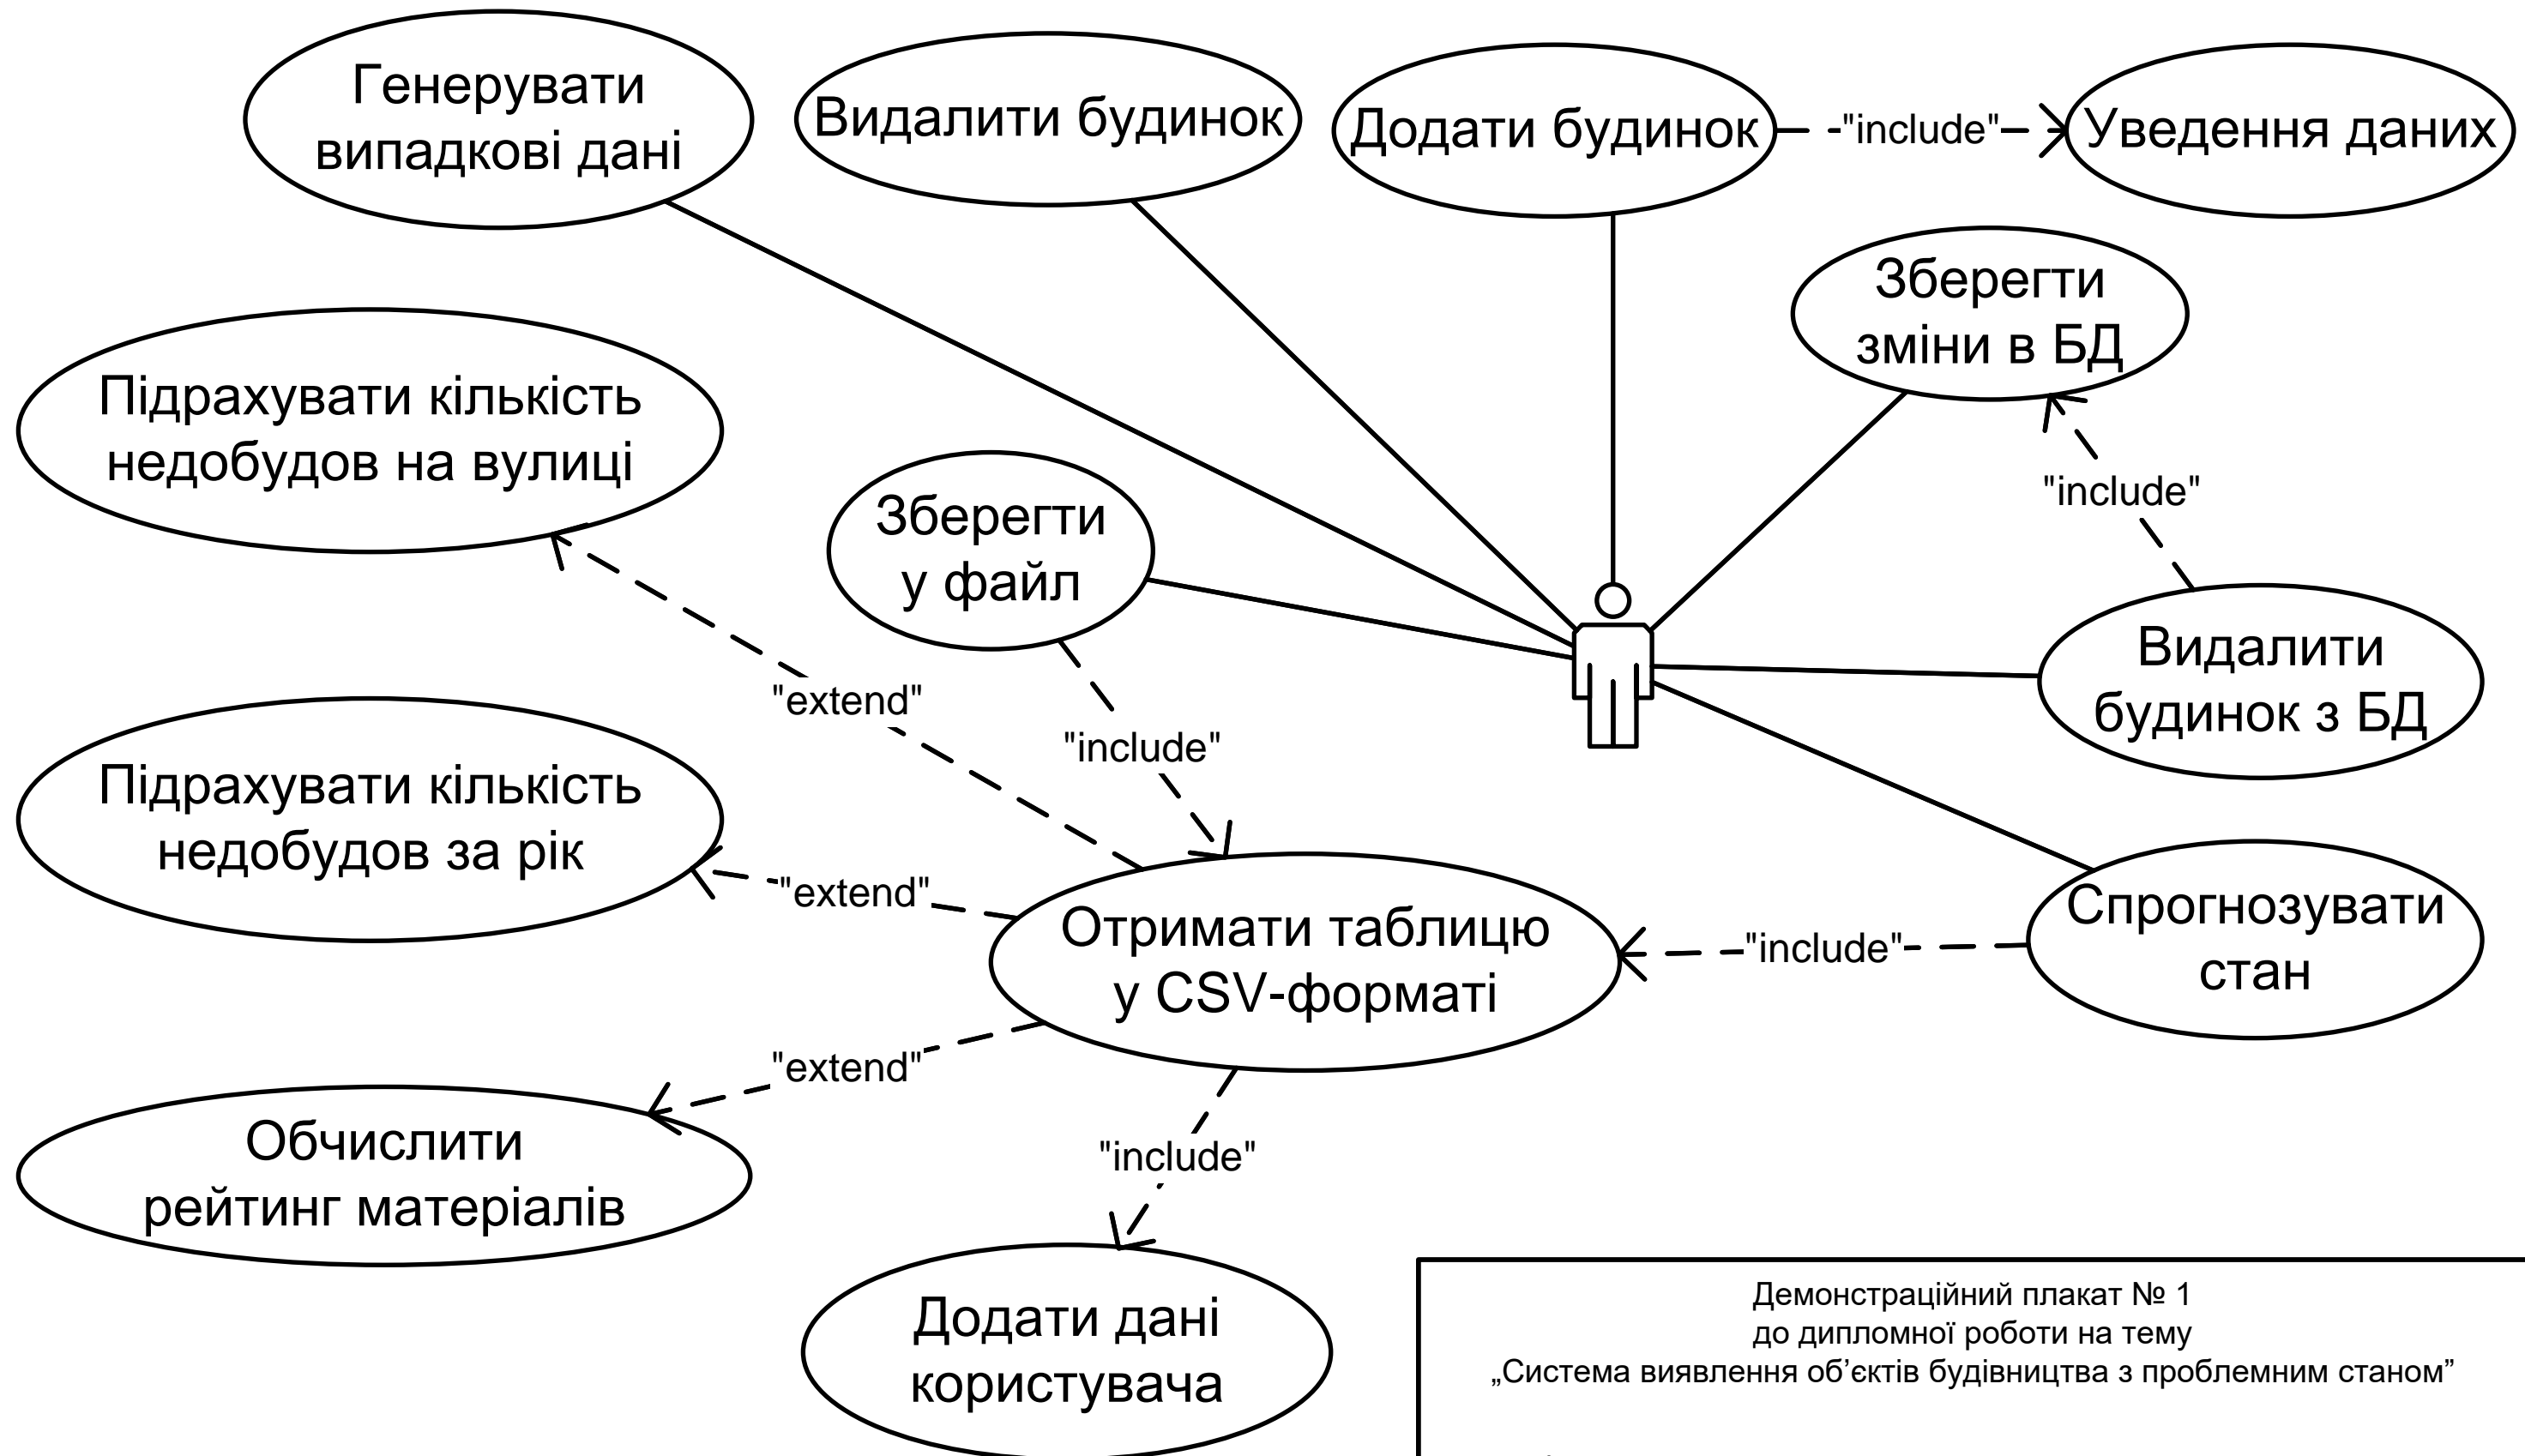 Генерувати
випадкові дані
Видалити будинок
Додати будинок
"include"
Уведення даних
Зберегти
зміни в БД
Підрахувати кількість
недобудов на вулиці
"include"
Зберегти
у файл
Видалити
будинок з БД
"extend"
"include"
Підрахувати кількість
недобудов за рік
"extend"
Отримати таблицю
у CSV-форматі
"include"
Спрогнозувати
стан
"extend"
Обчислити
рейтинг матеріалів
"include"
Додати дані
користувача
Демонстраційний плакат № 1
до дипломної роботи на тему
„Система виявлення об’єктів будівництва з проблемним станом”